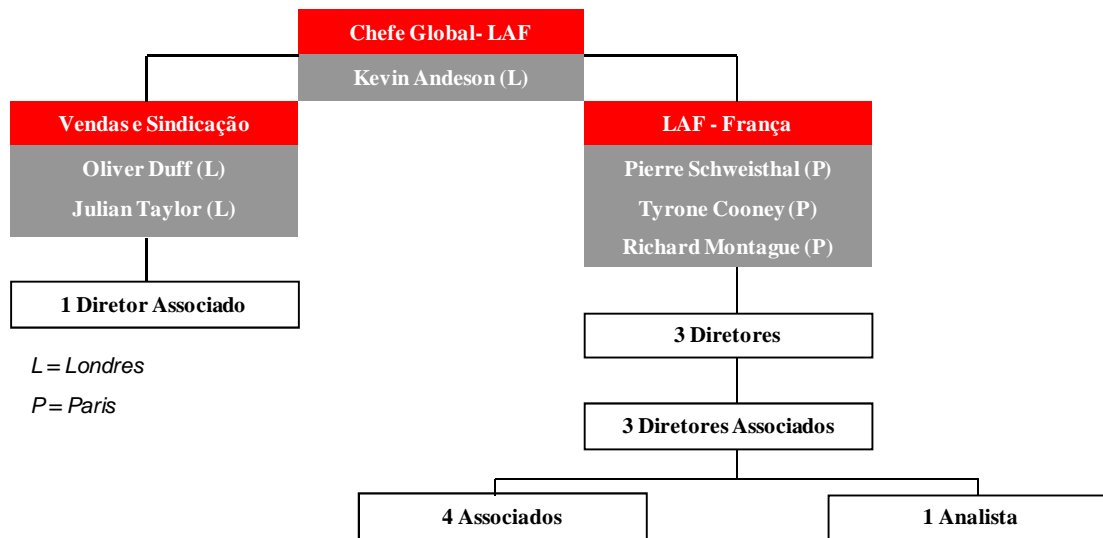 Chefe Global- LAF
Kevin Andeson (L)
Vendas e Sindicação
Oliver Duff (L)
Julian Taylor (L)
1 Diretor Associado
L = Londres
P = Paris
LAF - França
Pierre Schweisthal (P)
Tyrone Cooney (P)
Richard Montague (P)
3 Diretores
3 Diretores Associados
4 Associados
1 Analista